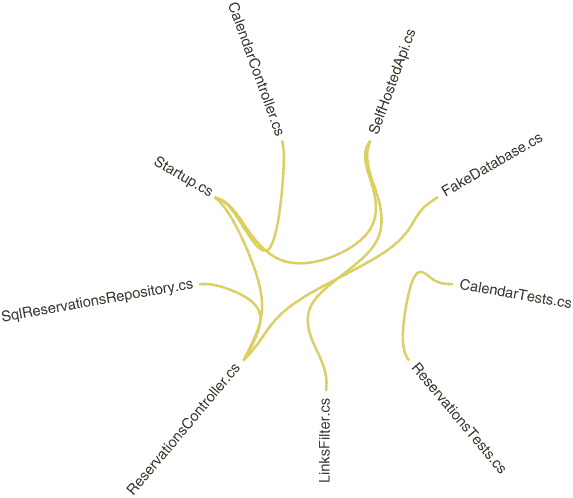 CalendarController.cs
SelfHostedApi.cs
Startup.cs
FakeDatabase.cs
SqlReservationsRepository.cs
CalendarTests.cs
ReservationsController.cs
LinksFilter.cs
ReservationsTests.cs